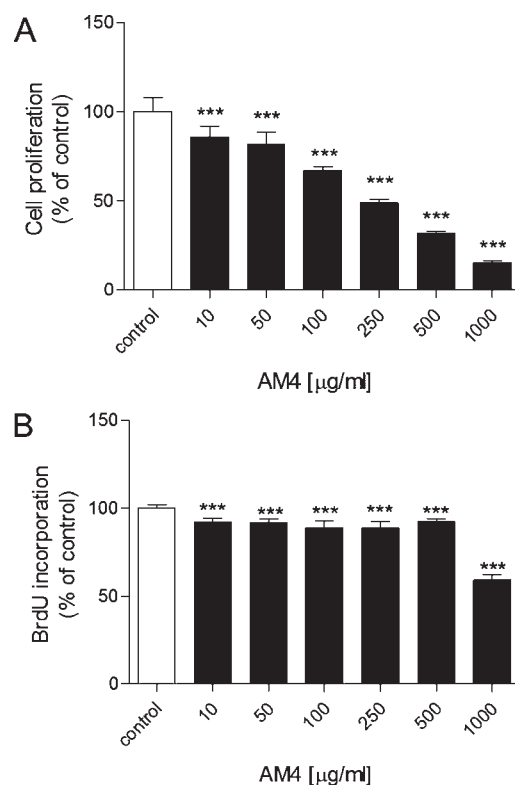 A
Cell proliferation
(% of control)
150
100
50
0
*** *** *** *** *** ***
control 10 50 100 250 500 1000
AM4 [µg/ml]
B
BrdU incorporation
(% of control)
150
100
50
0
*** *** *** *** *** ***
control 10 50 100 250 500 1000
AM4 [µg/ml]